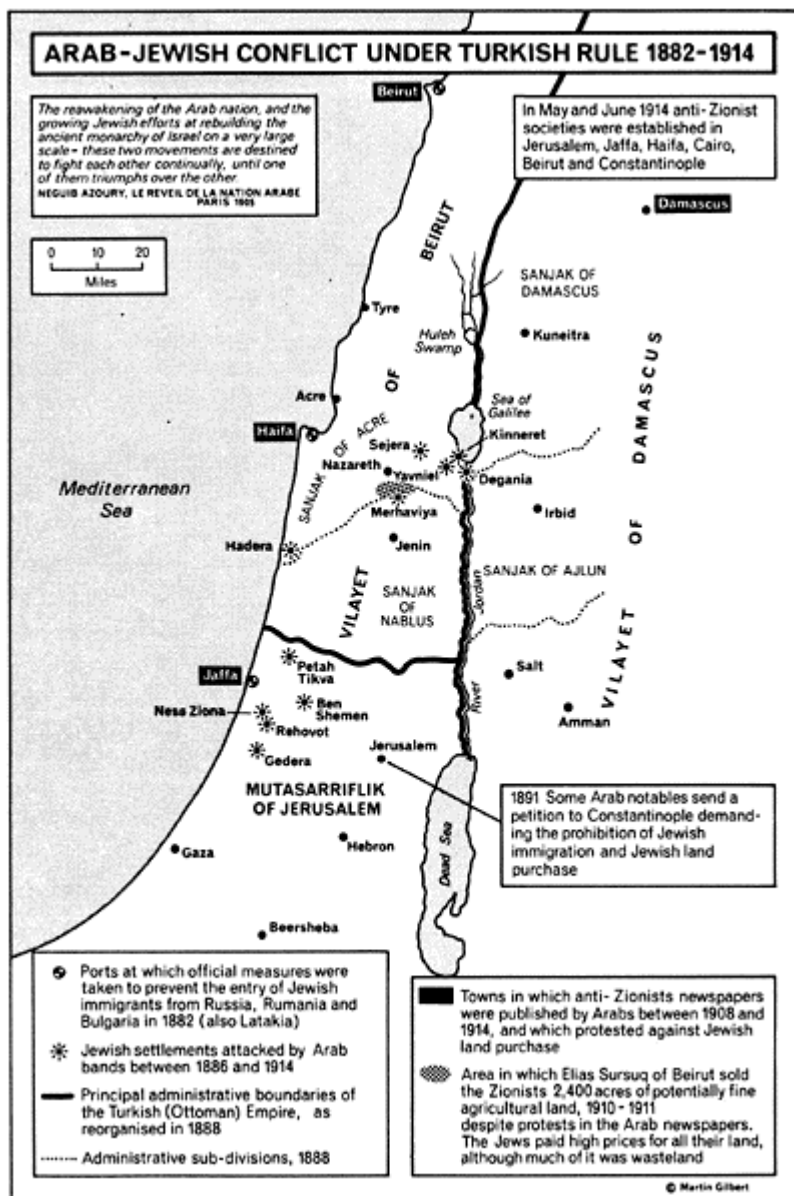 ARAB-JEWISH CONFLICT UNDER TURKISH RULE 1882-1914
The reawakening of the Arab nation, and the
growing Jewish efforts at rebuilding the
ancient monarchy of Israel on a very large
scale - these two movements are destined
to fight each other continually, until one
of them triumphs over the other.
NEGUIB AZOURY, LE REVEIL DE LA NATION ARABE
PARIS 1905
Beirut
In May and June 1914 anti-Zionist
societies were established in
Jerusalem, Jaffa, Haifa, Cairo,
Beirut and Constantinople
Damascus
0 10 20
Miles
VILAYET OF BEIRUT
SANJAK OF
DAMASCUS
Tyre
Huleh
Swamp
Kuneitra
VILAYET OF DAMASCUS
Acre
Sea of
Galilee
Haifa
SANJAK OF ACRE
Sejera
Kinneret
Nazareth
Yavniel
Degania
Mediterranean
Sea
Merhaviya
Irbid
Hadera
Jenin
SANJAK OF AJLUN
SANJAK
OF
NABLUS
Jordan
River
Petah
Tikva
Jaffa
Salt
Ness Ziona
Ben
Shemen
Amman
Rehovot
Gedera
Jerusalem
MUTASARRIFLIK
OF JERUSALEM
1891 Some Arab notables send a
petition to Constantinople demand-
ing the prohibition of Jewish
immigration and Jewish land
purchase
Hebron
Gaza
Dead Sea
Beersheba
Ports at which official measures were
taken to prevent the entry of Jewish
immigrants from Russia, Rumania and
Bulgaria in 1882 (also Latakia)
Jewish settlements attacked by Arab
bands between 1886 and 1914
Principal administrative boundaries of
the Turkish (Ottoman) Empire, as
reorganised in 1888
Administrative sub-divisions, 1888
Towns in which anti-Zionists newspapers
were published by Arabs between 1908 and
1914, and which protested against Jewish
land purchase
Area in which Elias Sursuq of Beirut sold
the Zionists 2,400 acres of potentially fine
agricultural land, 1910-1911
despite protests in the Arab newspapers.
The Jews paid high prices for all their land,
although much of it was wasteland
© Martin Gilbert